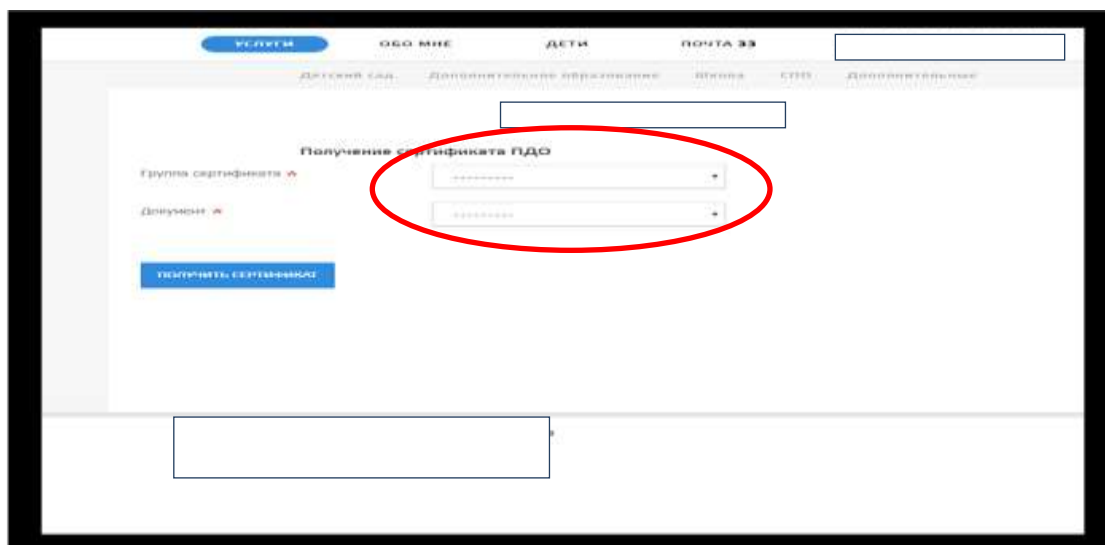 УСЛУГИ ОБО МНЕ ДЕТИ ПОЧТА 33
Детский сад Дополнительное образование Школа СПО Дополнительные
Получение сертификата ПДО
Группа сертификата *
---------
Документ *
---------
ПОЛУЧИТЬ СЕРТИФИКАТ